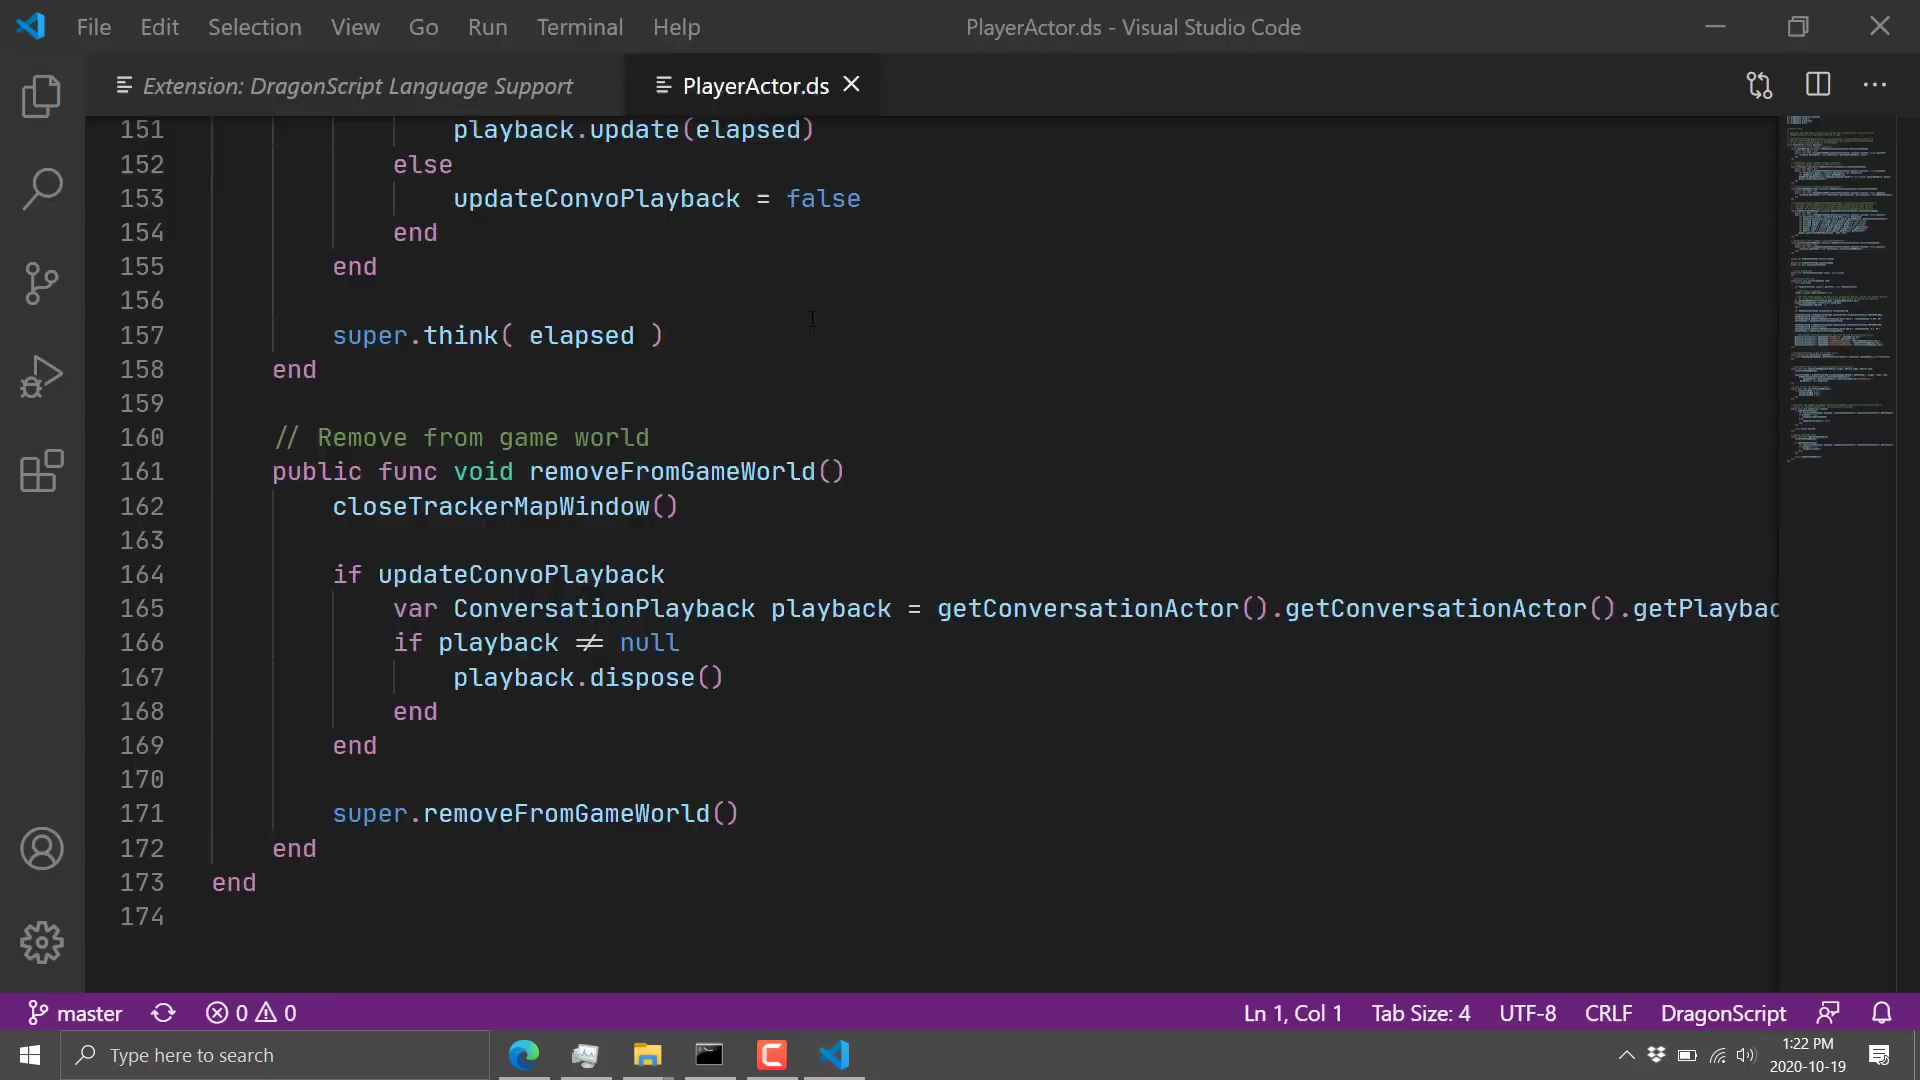 File Edit Selection View Go Run Terminal Help PlayerActor.ds - Visual Studio Code
Extension: DragonScript Language Support PlayerActor.ds
151 playback.update(elapsed)
152 else
153 updateConvoPlayback = false
154 end
155 end
156
157 super.think( elapsed )
158 end
159
160 // Remove from game world
161 public func void removeFromGameWorld()
162 closeTrackerMapWindow()
163
164 if updateConvoPlayback
165 var ConversationPlayback playback = getConversationActor().getConversationActor().getPlaybac
166 if playback ≠ null
167 playback.dispose()
168 end
169 end
170
171 super.removeFromGameWorld()
172 end
173 end
174
master 0 0 Ln 1, Col 1 Tab Size: 4 UTF-8 CRLF DragonScript
Type here to search
1:22 PM
2020-10-19